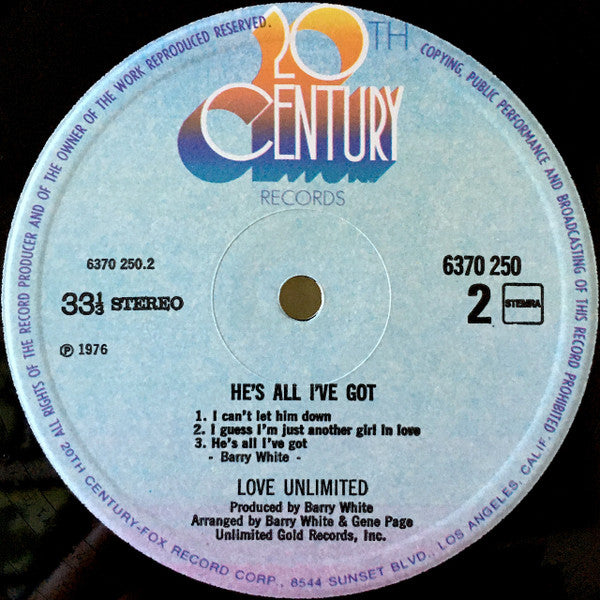 20TH
CENTURY
RECORDS
ALL RIGHTS OF THE RECORD PRODUCER AND OF THE OWNER OF THE WORK REPRODUCED RESERVED.
COPYING, PUBLIC PERFORMANCE AND BROADCASTING OF THIS RECORD PROHIBITED
6370 250.2
6370 250
33⅓ STEREO
2
STEMRA
℗ 1976
HE'S ALL I'VE GOT
1. I can't let him down
2. I guess I'm just another girl in love
3. He's all I've got
- Barry White -
LOVE UNLIMITED
Produced by Barry White
Arranged by Barry White & Gene Page
Unlimited Gold Records, Inc.
20TH CENTURY-FOX RECORD CORP., 8544 SUNSET BLVD., LOS ANGELES, CALIF.